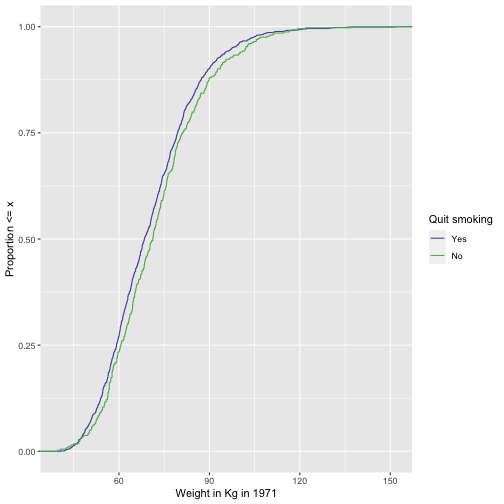 1.00
0.75
0.50
0.25
0.00
Proportion <= x
60
90
120
150
Weight in Kg in 1971
Quit smoking
Yes
No